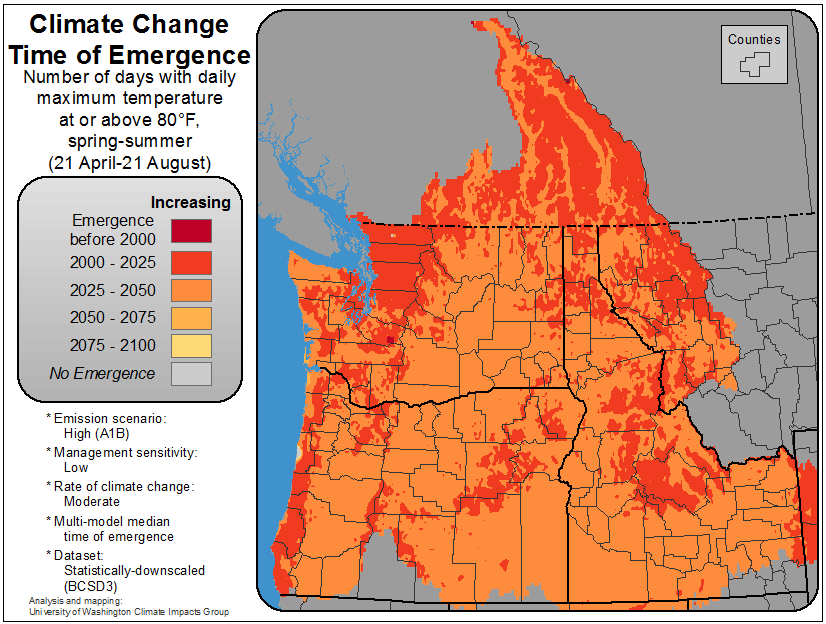 Climate Change
Time of Emergence
Number of days with daily
maximum temperature
at or above 80°F,
spring-summer
(21 April-21 August)
Increasing
Emergence
before 2000
2000 - 2025
2025 - 2050
2050 - 2075
2075 - 2100
No Emergence
* Emission scenario:
High (A1B)
* Management sensitivity:
Low
* Rate of climate change:
Moderate
* Multi-model median
time of emergence
* Dataset:
Statistically-downscaled
(BCSD3)
Analysis and mapping:
University of Washington Climate Impacts Group
Counties